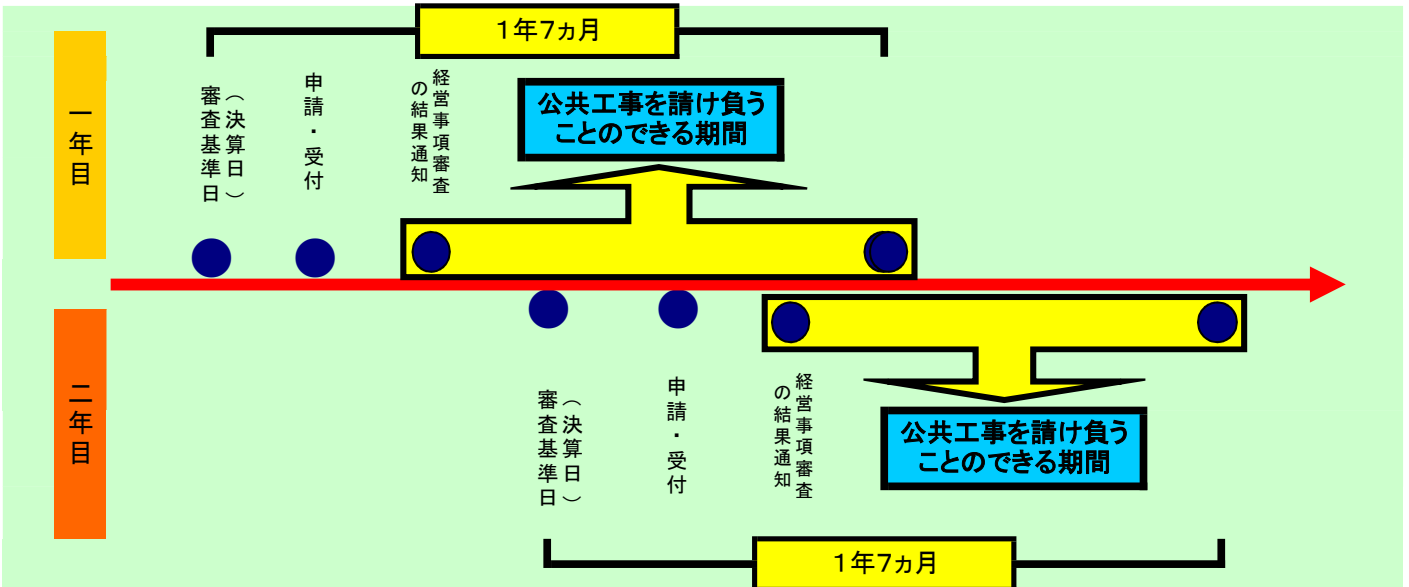 1年7ヵ月
一年目
審査基準日
(決算日)
申請・受付
経営事項審査
の結果通知
公共工事を請け負う
ことのできる期間
二年目
審査基準日
(決算日)
申請・受付
経営事項審査
の結果通知
公共工事を請け負う
ことのできる期間
1年7ヵ月